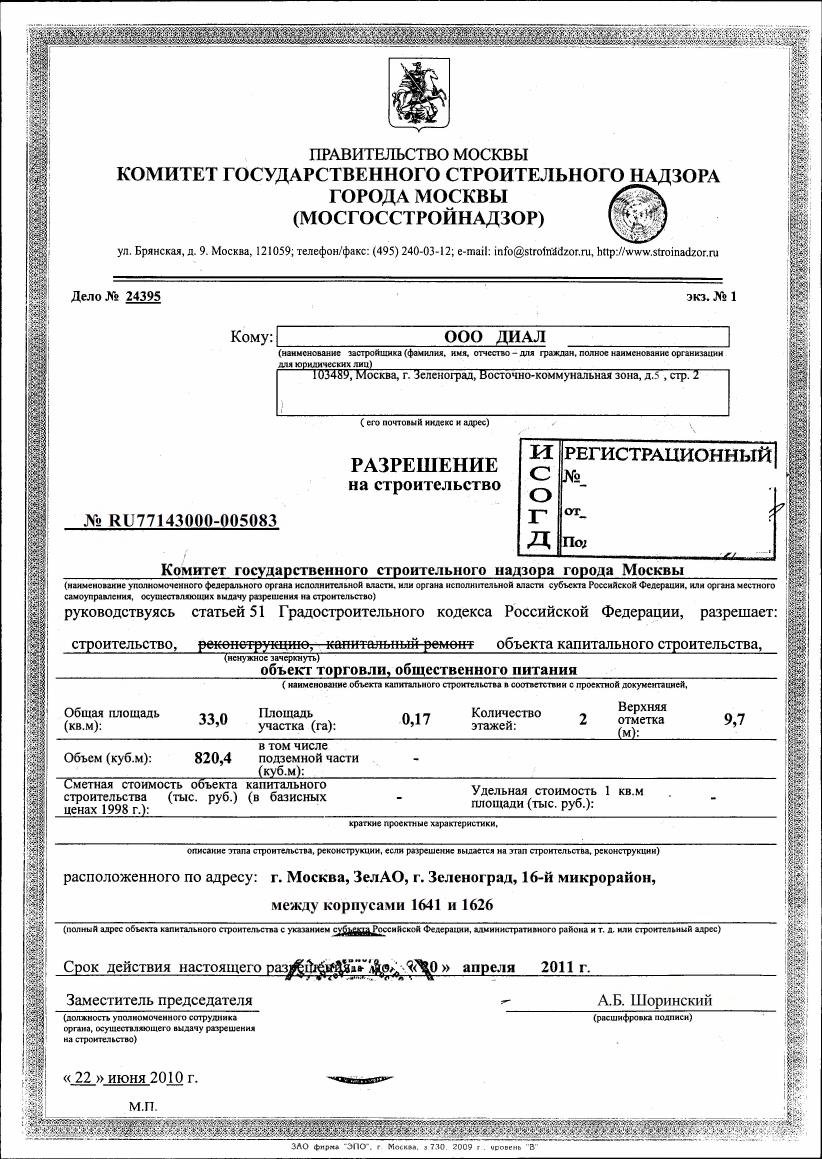 ПРАВИТЕЛЬСТВО МОСКВЫ
КОМИТЕТ ГОСУДАРСТВЕННОГО СТРОИТЕЛЬНОГО НАДЗОРА
ГОРОДА МОСКВЫ
(МОСГОССТРОЙНАДЗОР)
ул. Брянская, д. 9. Москва, 121059; телефон/факс: (495) 240-03-12; e-mail: info@stroinadzor.ru, http://www.stroinadzor.ru
Дело № 24395 экз. № 1
Кому: ООО ДИАЛ
(наименование застройщика (фамилия, имя, отчество – для граждан, полное наименование организации
для юридических лиц)
103489, Москва, г. Зеленоград, Восточно-коммунальная зона, д.5 , стр. 2
( его почтовый индекс и адрес)
РАЗРЕШЕНИЕ
на строительство
ИСОГД
РЕГИСТРАЦИОННЫЙ
№
от
№ RU77143000-005083
Комитет государственного строительного надзора города Москвы
(наименование уполномоченного федерального органа исполнительной власти, или органа исполнительной власти субъекта Российской Федерации, или органа местного
самоуправления, осуществляющих выдачу разрешения на строительство)
руководствуясь статьей 51 Градостроительного кодекса Российской Федерации, разрешает:
строительство, реконструкцию, капитальный ремонт объекта капитального строительства,
(ненужное зачеркнуть)
объект торговли, общественного питания
( наименование объекта капитального строительства в соответствии с проектной документацией,
Общая площадь (кв.м): 33,0 Площадь участка (га): 0,17 Количество этажей: 2 Верхняя отметка (м): 9,7
Объем (куб.м): 820,4 в том числе подземной части (куб.м): -
Сметная стоимость объекта капитального строительства (тыс. руб.) (в базисных ценах 1998 г.): - Удельная стоимость 1 кв.м площади (тыс. руб.): -
краткие проектные характеристики,
описание этапа строительства, реконструкции, если разрешение выдается на этап строительства, реконструкции)
расположенного по адресу: г. Москва, ЗелАО, г. Зеленоград, 16-й микрорайон,
между корпусами 1641 и 1626
(полный адрес объекта капитального строительства с указанием субъекта Российской Федерации, административного района и т. д. или строительный адрес)
Срок действия настоящего апреля 2011 г.
Заместитель председателя А.Б. Шоринский
(должность уполномоченного сотрудника (расшифровка подписи)
органа, осуществляющего выдачу разрешения
на строительство)
« 22 » июня 2010 г.
М.П.
ЗАО фирма "ЭПО", г. Москва, з.730, 2009 г., уровень "В"